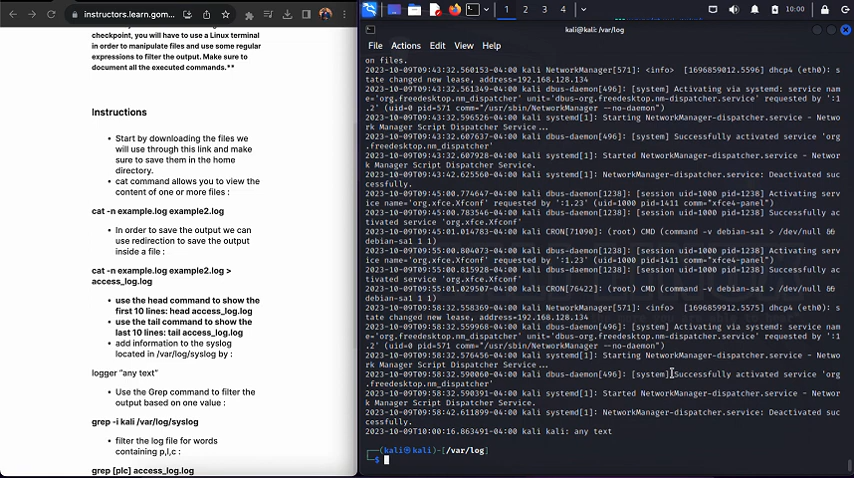 instructors.learn.gom...
checkpoint, you will have to use a Linux terminal
in order to manipulate files and use some regular
expressions to filter the output. Make sure to
document all the executed commands.**
Instructions
• Start by downloading the files we
will use through this link and make
sure to save them in the home
directory.
• cat command allows you to view the
content of one or more files:
cat -n example.log example2.log
• In order to save the output we can
use redirection to save the output
inside a file :
cat -n example.log example2.log >
access_log.log
• use the head command to show the
first 10 lines: head access_log.log
• use the tail command to show the
last 10 lines: tail access_log.log
• add information to the syslog
located in /var/log/syslog by :
logger "any text"
• Use the Grep command to filter the
output based on one value :
grep -i kali /var/log/syslog
• filter the log file for words
containing p,l,c :
grep [plc] access_log.log
1 2 3 4
10:00
kali@kali: /var/log
File Actions Edit View Help
on files.
2023-10-09T09:43:32.560153-04:00 kali NetworkManager[571]: <info> [1696859012.5596] dhcp4 (eth0): s
tate changed new lease, address=192.168.128.134
2023-10-09T09:43:32.561349-04:00 kali dbus-daemon[496]: [system] Activating via systemd: service na
me='org.freedesktop.nm_dispatcher' unit='dbus-org.freedesktop.nm-dispatcher.service' requested by ':1
.2' (uid=0 pid=571 comm="/usr/sbin/NetworkManager --no-daemon")
2023-10-09T09:43:32.596526-04:00 kali systemd[1]: Starting NetworkManager-dispatcher.service - Netwo
rk Manager Script Dispatcher Service...
2023-10-09T09:43:32.607637-04:00 kali dbus-daemon[496]: [system] Successfully activated service 'org
.freedesktop.nm_dispatcher'
2023-10-09T09:43:32.607928-04:00 kali systemd[1]: Started NetworkManager-dispatcher.service - Networ
k Manager Script Dispatcher Service.
2023-10-09T09:43:42.625560-04:00 kali systemd[1]: NetworkManager-dispatcher.service: Deactivated suc
cessfully.
2023-10-09T09:45:00.774647-04:00 kali dbus-daemon[1238]: [session uid=1000 pid=1238] Activating serv
ice name='org.xfce.Xfconf' requested by ':1.23' (uid=1000 pid=1411 comm="xfce4-panel")
2023-10-09T09:45:00.783546-04:00 kali dbus-daemon[1238]: [session uid=1000 pid=1238] Successfully ac
tivated service 'org.xfce.Xfconf'
2023-10-09T09:45:01.014783-04:00 kali CRON[71090]: (root) CMD (command -v debian-sa1 > /dev/null &&
debian-sa1 1 1)
2023-10-09T09:55:00.804073-04:00 kali dbus-daemon[1238]: [session uid=1000 pid=1238] Activating serv
ice name='org.xfce.Xfconf' requested by ':1.23' (uid=1000 pid=1411 comm="xfce4-panel")
2023-10-09T09:55:00.815928-04:00 kali dbus-daemon[1238]: [session uid=1000 pid=1238] Successfully ac
tivated service 'org.xfce.Xfconf'
2023-10-09T09:55:01.029507-04:00 kali CRON[76422]: (root) CMD (command -v debian-sa1 > /dev/null &&
debian-sa1 1 1)
2023-10-09T09:58:32.558369-04:00 kali NetworkManager[571]: <info> [1696859912.5575] dhcp4 (eth0): s
tate changed new lease, address=192.168.128.134
2023-10-09T09:58:32.559968-04:00 kali dbus-daemon[496]: [system] Activating via systemd: service nam
e='org.freedesktop.nm_dispatcher' unit='dbus-org.freedesktop.nm-dispatcher.service' requested by ':1
.2' (uid=0 pid=571 comm="/usr/sbin/NetworkManager --no-daemon")
2023-10-09T09:58:32.576456-04:00 kali systemd[1]: Starting NetworkManager-dispatcher.service - Netwo
rk Manager Script Dispatcher Service...
2023-10-09T09:58:32.590060-04:00 kali dbus-daemon[496]: [system] Successfully activated service 'org
.freedesktop.nm_dispatcher'
2023-10-09T09:58:32.590391-04:00 kali systemd[1]: Started NetworkManager-dispatcher.service - Networ
k Manager Script Dispatcher Service.
2023-10-09T09:58:42.611899-04:00 kali systemd[1]: NetworkManager-dispatcher.service: Deactivated suc
cessfully.
2023-10-09T10:00:16.863491-04:00 kali kali: any text
(kali㉿kali)-[/var/log]
$